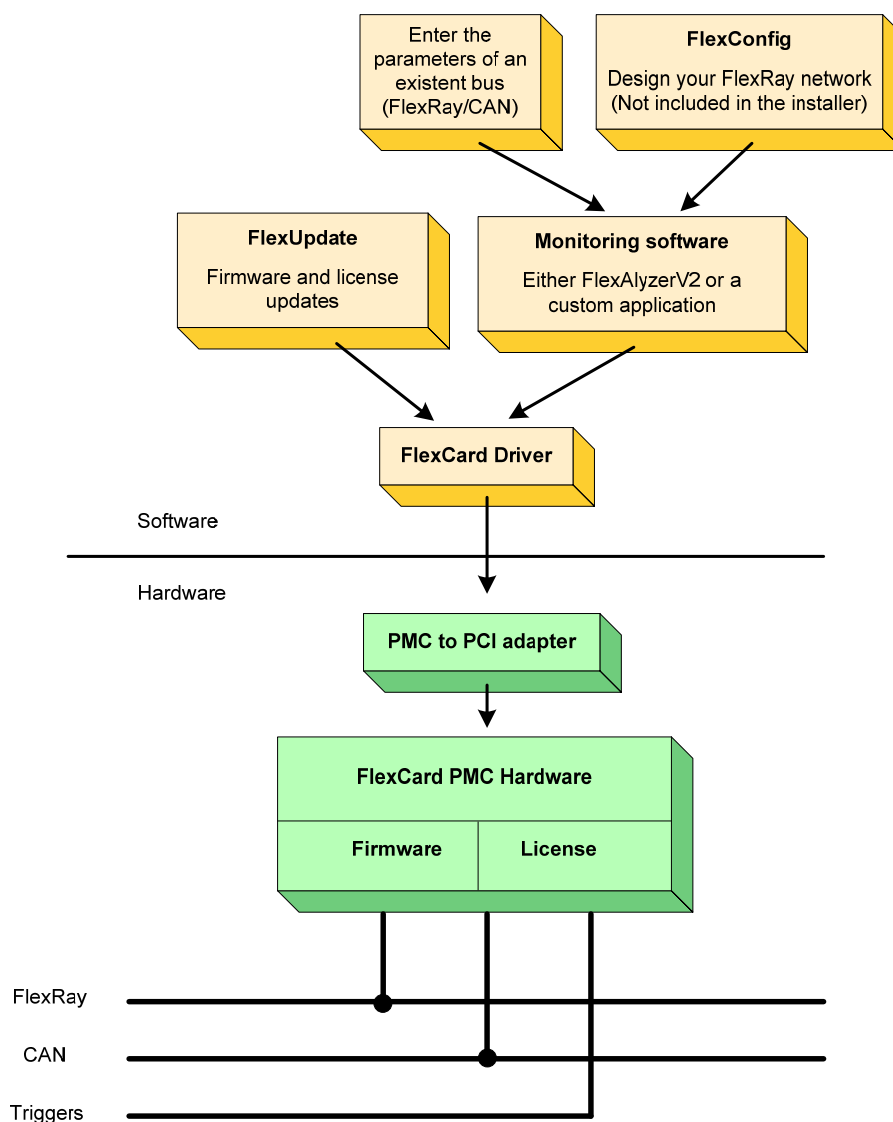 Enter the
parameters of an
existent bus
(FlexRay/CAN)
FlexConfig
Design your FlexRay network
(Not included in the installer)
FlexUpdate
Firmware and license
updates
Monitoring software
Either FlexAlyzerV2 or a
custom application
FlexCard Driver
Software
Hardware
PMC to PCI adapter
FlexCard PMC Hardware
Firmware
License
FlexRay
CAN
Triggers